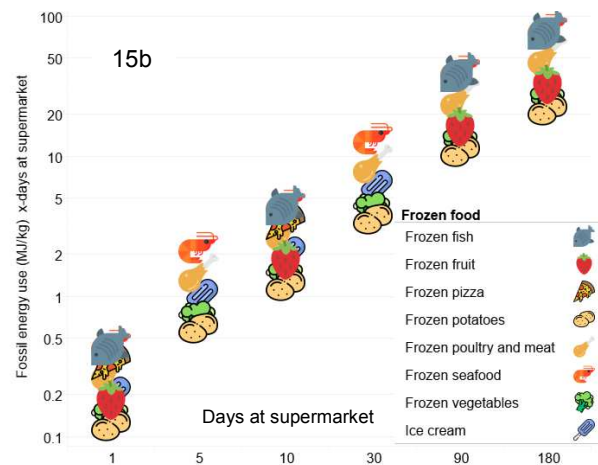 15b
Fossil energy use (MJ/kg) x-days at supermarket
100
50
20
10
5
2
1
0.5
0.2
0.1
1 5 10 30 90 180
Days at supermarket
Frozen food
Frozen fish
Frozen fruit
Frozen pizza
Frozen potatoes
Frozen poultry and meat
Frozen seafood
Frozen vegetables
Ice cream